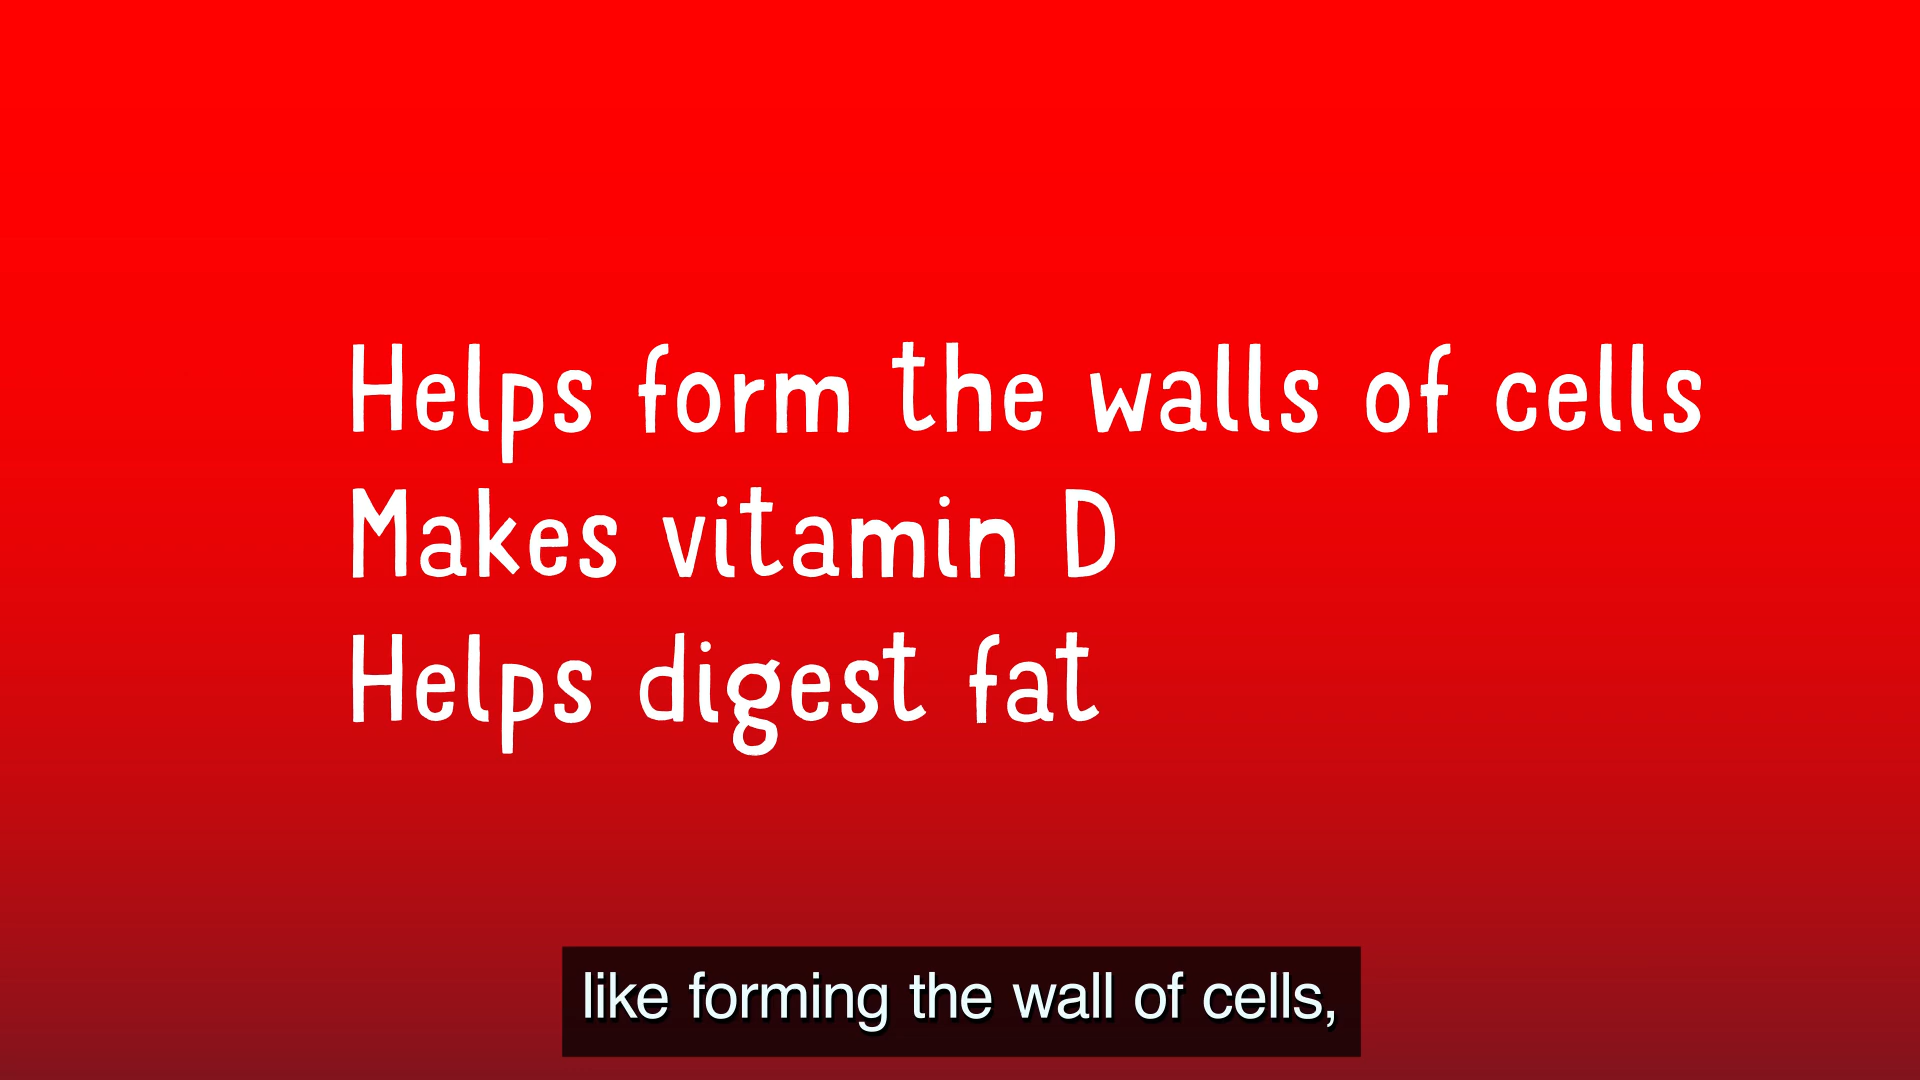 Helps form the walls of cells
Makes vitamin D
Helps digest fat
like forming the wall of cells,